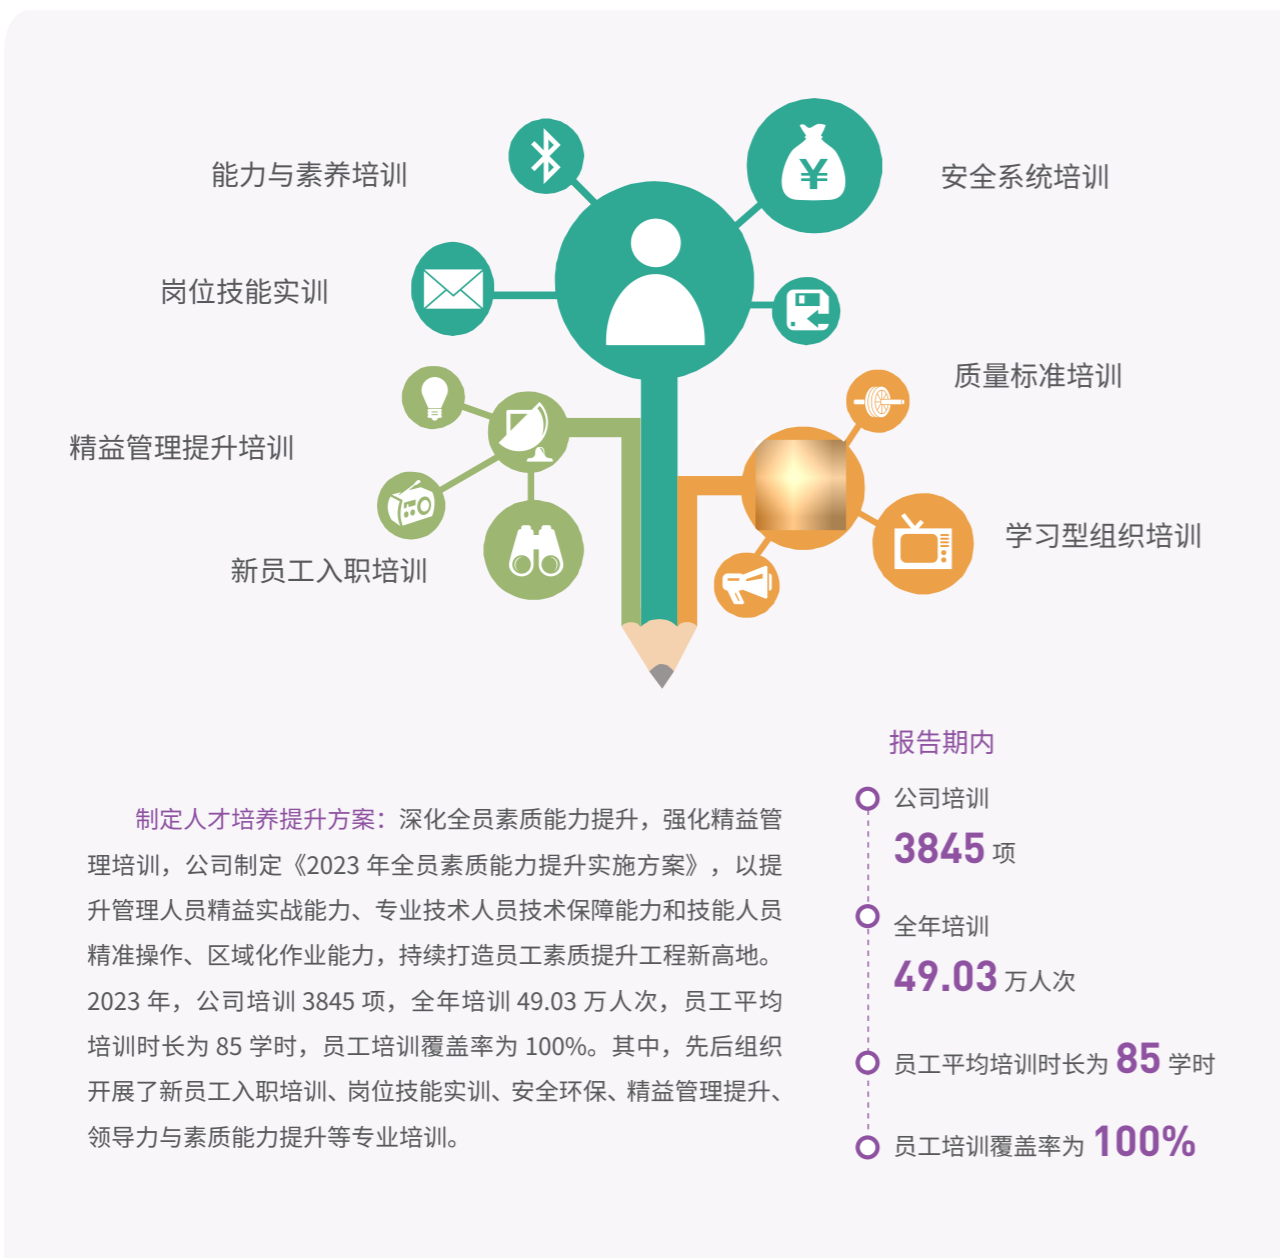 能力与素养培训
安全系统培训
岗位技能实训
质量标准培训
精益管理提升培训
学习型组织培训
新员工入职培训
制定人才培养提升方案：深化全员素质能力提升，强化精益管
理培训，公司制定《2023 年全员素质能力提升实施方案》，以提
升管理人员精益实战能力、专业技术人员技术保障能力和技能人员
精准操作、区域化作业能力，持续打造员工素质提升工程新高地。
2023 年，公司培训 3845 项，全年培训 49.03 万人次，员工平均
培训时长为 85 学时，员工培训覆盖率为 100%。其中，先后组织
开展了新员工入职培训、岗位技能实训、安全环保、精益管理提升、
领导力与素质能力提升等专业培训。
报告期内
公司培训
3845 项
全年培训
49.03 万人次
员工平均培训时长为 85 学时
员工培训覆盖率为 100%